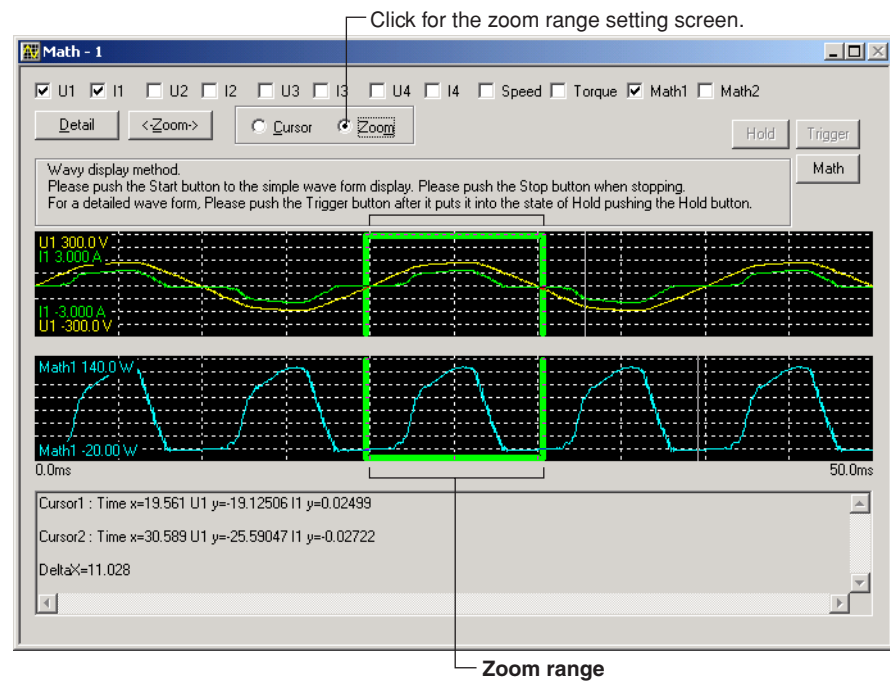 Click for the zoom range setting screen.
Math - 1
U1 I1 U2 I2 U3 I3 U4 I4 Speed Torque Math1 Math2
Detail <-Zoom-> Cursor Zoom Hold Trigger
Math
Wavy display method.
Please push the Start button to the simple wave form display. Please push the Stop button when stopping.
For a detailed wave form, Please push the Trigger button after it puts it into the state of Hold pushing the Hold button.
U1 300.0 V
I1 3.000 A
I1 -3.000 A
U1 -300.0 V
Math1 140.0 W
Math1 -20.00 W
0.0ms 50.0ms
Cursor1 : Time x=19.561 U1 y=-19.12506 I1 y=0.02499
Cursor2 : Time x=30.589 U1 y=-25.59047 I1 y=-0.02722
DeltaX=11.028
Zoom range